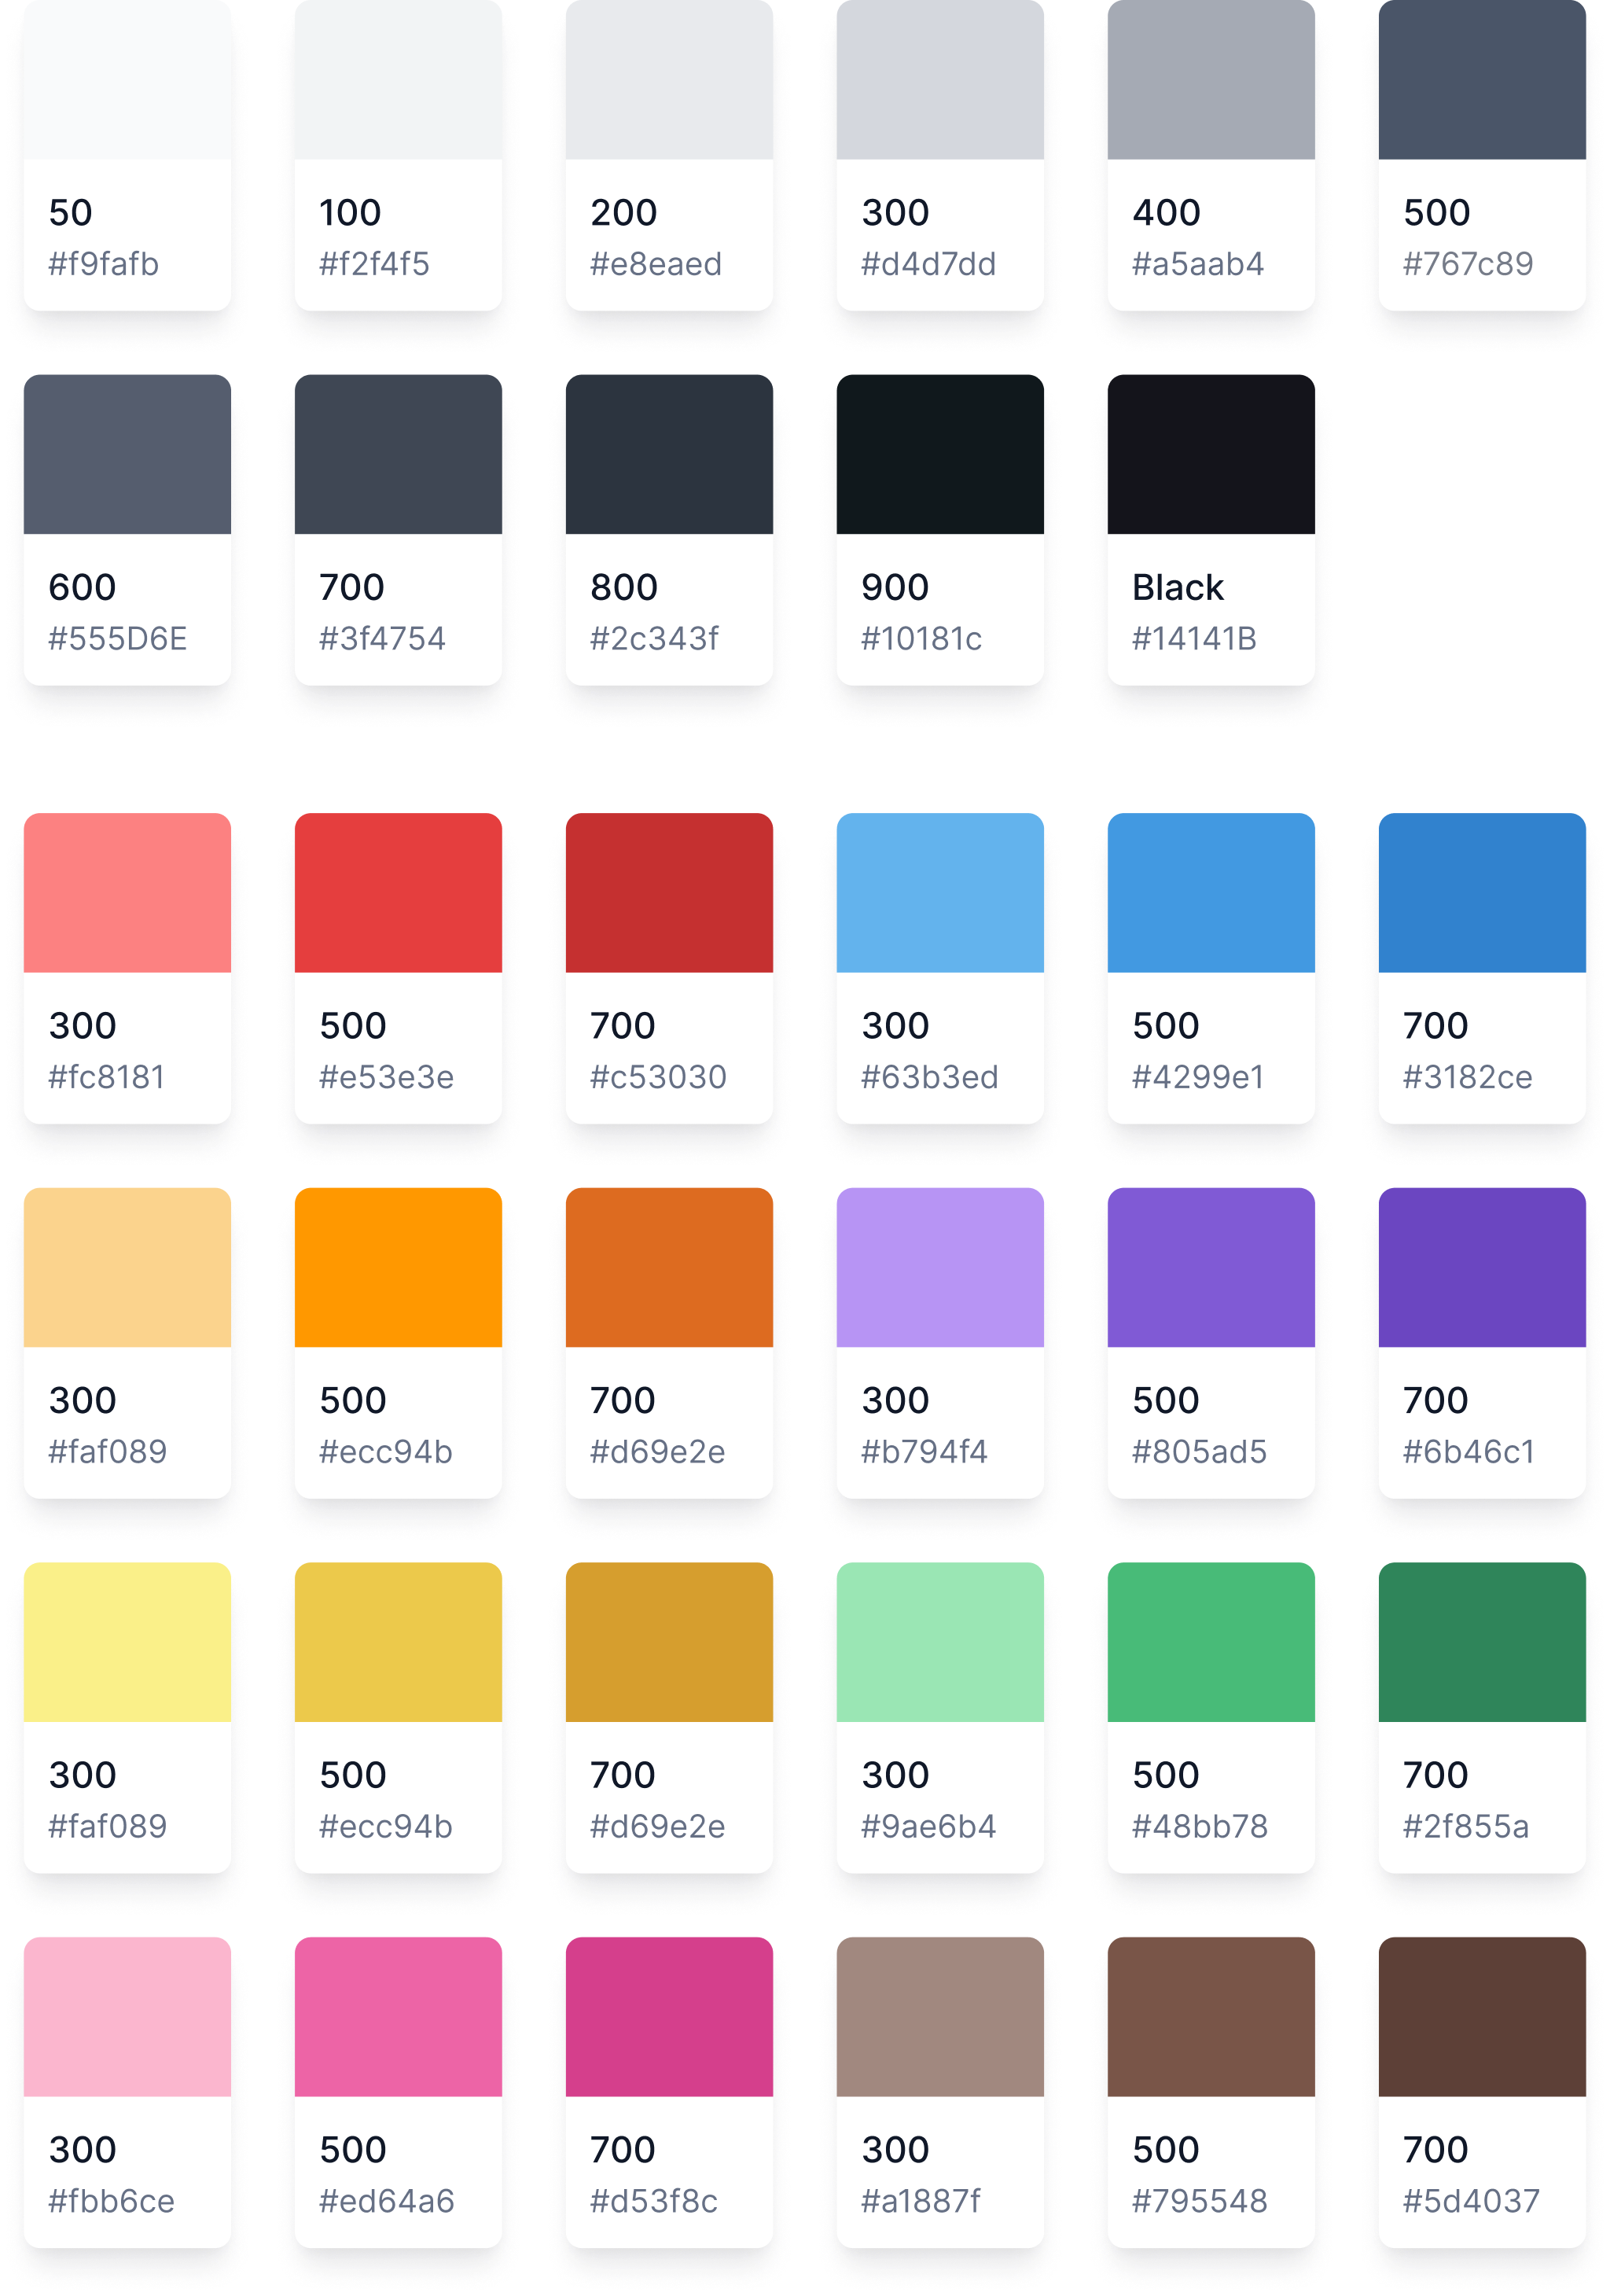 50
#f9fafb
100
#f2f4f5
200
#e8eaed
300
#d4d7dd
400
#a5aab4
500
#767c89
600
#555D6E
700
#3f4754
800
#2c343f
900
#10181c
Black
#14141B
300
#fc8181
500
#e53e3e
700
#c53030
300
#63b3ed
500
#4299e1
700
#3182ce
300
#faf089
500
#ecc94b
700
#d69e2e
300
#b794f4
500
#805ad5
700
#6b46c1
300
#faf089
500
#ecc94b
700
#d69e2e
300
#9ae6b4
500
#48bb78
700
#2f855a
300
#fbb6ce
500
#ed64a6
700
#d53f8c
300
#a1887f
500
#795548
700
#5d4037